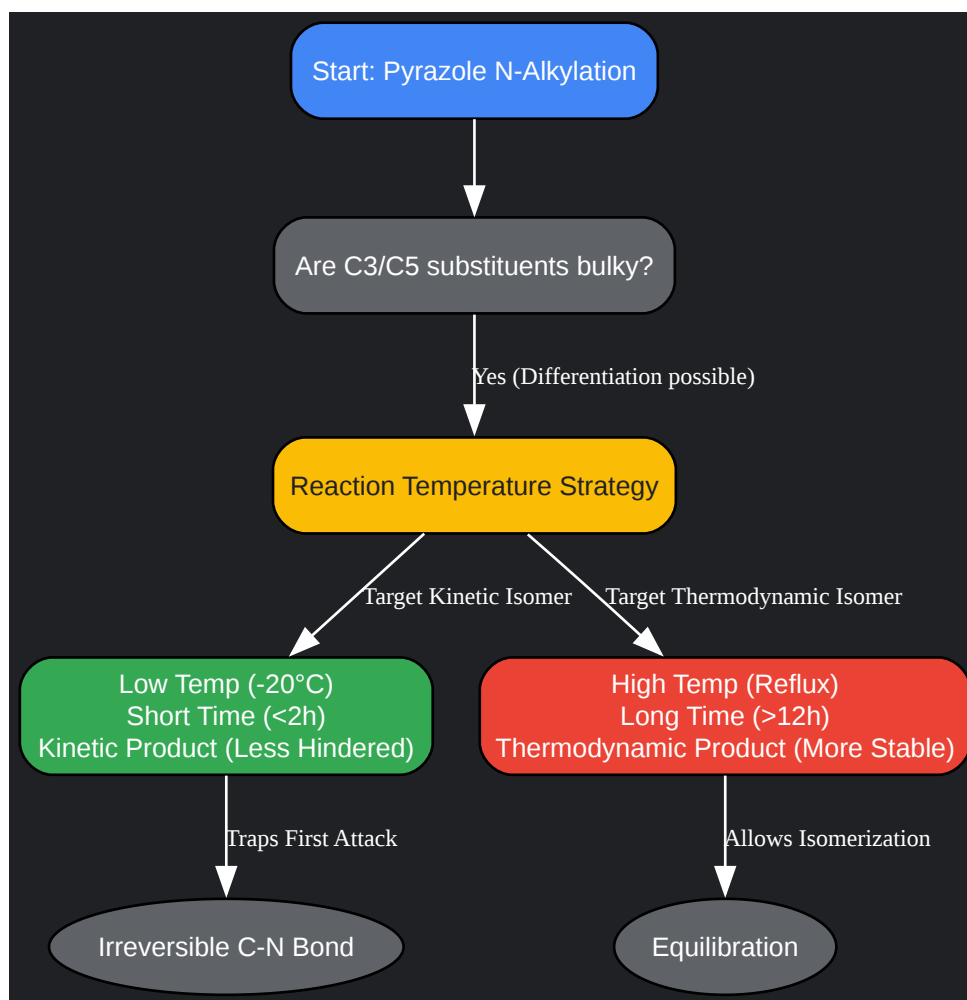 Start: Pyrazole N-Alkylation
Are C3/C5 substituents bulky?
Yes (Differentiation possible)
Reaction Temperature Strategy
Target Kinetic Isomer
Target Thermodynamic Isomer
Low Temp (-20°C)
Short Time (<2h)
Kinetic Product (Less Hindered)
High Temp (Reflux)
Long Time (>12h)
Thermodynamic Product (More Stable)
Traps First Attack
Allows Isomerization
Irreversible C-N Bond
Equilibration